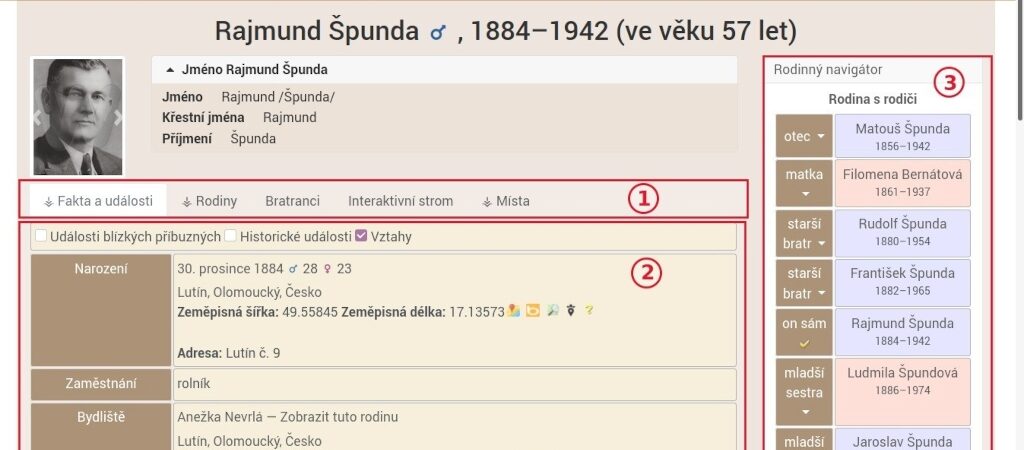 Rajmund Špunda ♂ , 1884–1942 (ve věku 57 let)
Jméno Rajmund Špunda
Jméno Rajmund /Špunda/
Křestní jména Rajmund
Příjmení Špunda
1
Fakta a události Rodiny Bratranci Interaktivní strom Místa
2
Události blízkých příbuzných Historické události Vztahy
Narození 30. prosince 1884 ♂ 28 ♀ 23
Lutín, Olomoucký, Česko
Zeměpisná šířka: 49.55845 Zeměpisná délka: 17.13573
Adresa: Lutín č. 9
Zaměstnání rolník
Bydliště Anežka Nevrlá — Zobrazit tuto rodinu
Lutín, Olomoucký, Česko
Rodinný navigátor
3
Rodina s rodiči
otec Matouš Špunda
1856–1942
matka Filomena Bernátová
1861–1937
starší bratr Rudolf Špunda
1880–1954
starší bratr František Špunda
1882–1965
on sám Rajmund Špunda
1884–1942
mladší sestra Ludmila Špundová
1886–1974
mladší Jaroslav Špunda